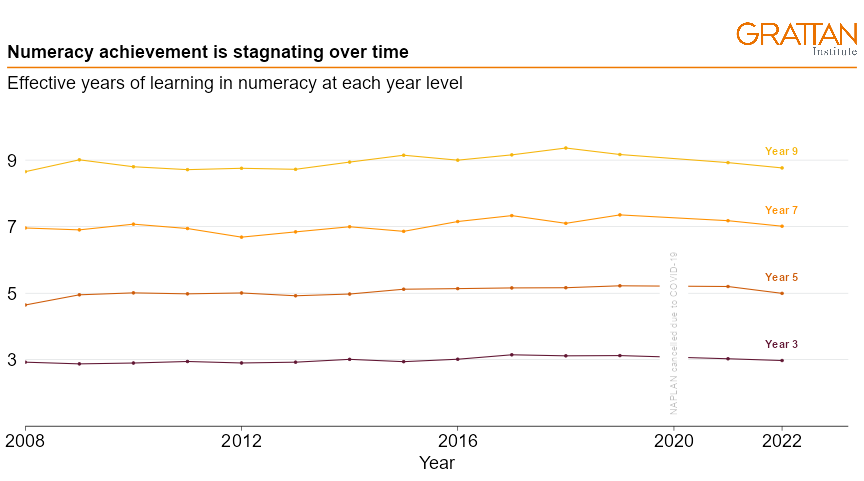 GRATTAN
Institute
Numeracy achievement is stagnating over time
Effective years of learning in numeracy at each year level
9
7
5
3
Year 9
Year 7
Year 5
Year 3
NAPLAN cancelled due to COVID-19
2008
2012
2016
2020
2022
Year